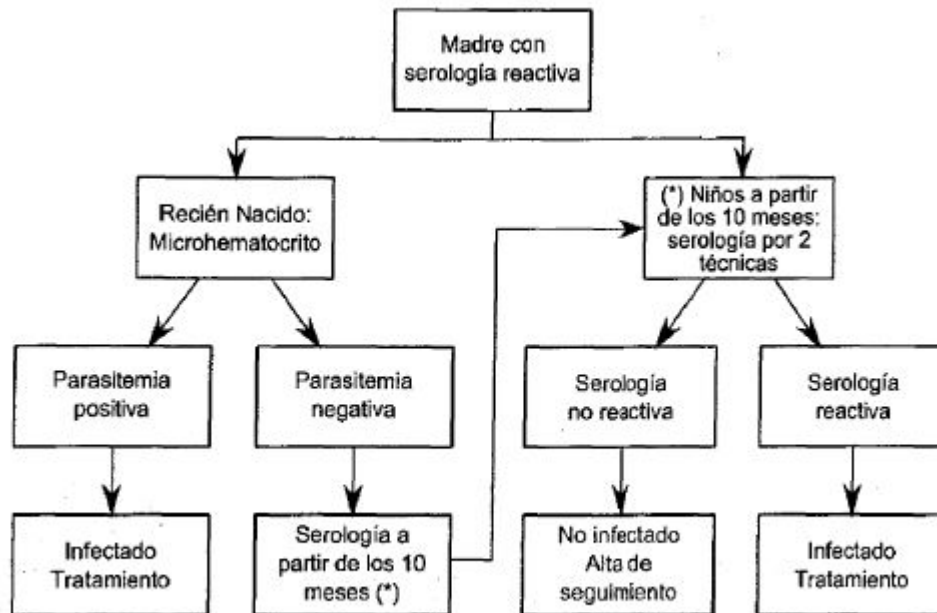 Madre con
serología reactiva
Recién Nacido:
Microhematocrito
(*) Niños a partir
de los 10 meses:
serología por 2
técnicas
Parasitemia
positiva
Parasitemia
negativa
Serología
no reactiva
Serología
reactiva
Infectado
Tratamiento
Serología a
partir de los 10
meses (*)
No infectado
Alta de
seguimiento
Infectado
Tratamiento